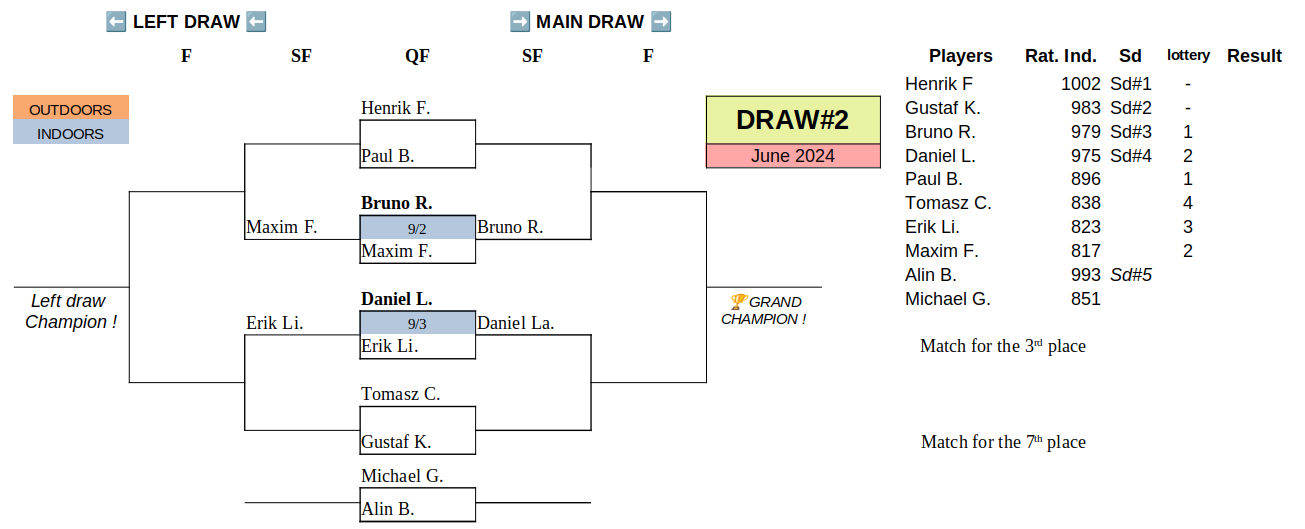 ⬅ LEFT DRAW ⬅ ➡ MAIN DRAW ➡
F SF QF SF F
Players Rat. Ind. Sd lottery Result
Henrik F 1002 Sd#1 -
Gustaf K. 983 Sd#2 -
Bruno R. 979 Sd#3 1
Daniel L. 975 Sd#4 2
Paul B. 896 1
Tomasz C. 838 4
Erik Li. 823 3
Maxim F. 817 2
Alin B. 993 Sd#5
Michael G. 851
OUTDOORS
INDOORS
Henrik F.
Paul B.
DRAW#2
June 2024
Bruno R.
Maxim F. 9/2 Bruno R.
Maxim F.
Left draw
Champion !
Daniel L.
Erik Li. 9/3 Daniel La.
Erik Li.
🏆GRAND
CHAMPION !
Match for the 3rd place
Tomasz C.
Gustaf K.
Match for the 7th place
Michael G.
Alin B.